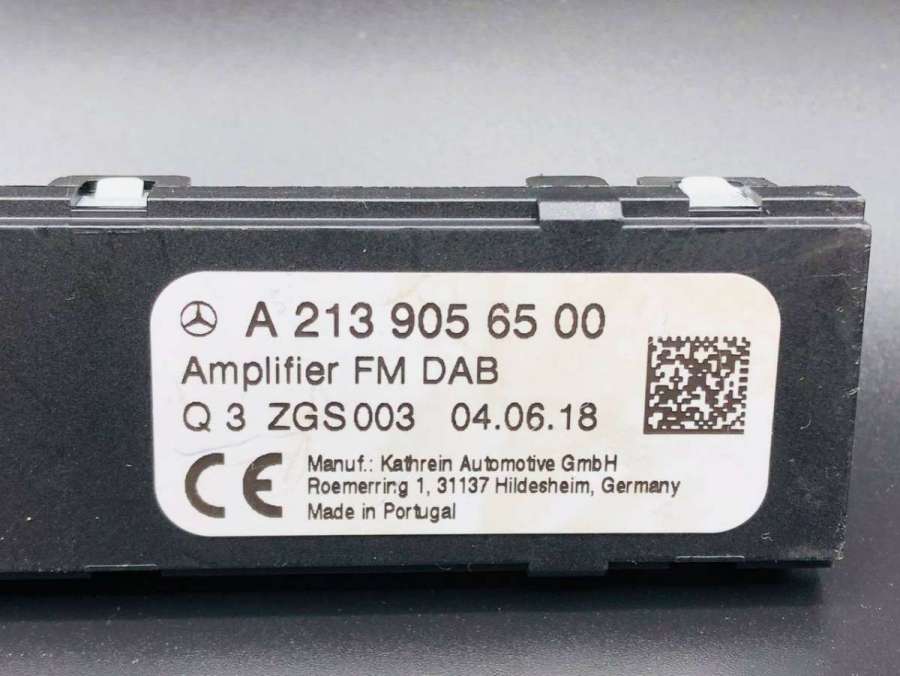 A 213 905 65 00
Amplifier FM DAB
Q 3 ZGS003 04.06.18
CE
Manuf.: Kathrein Automotive GmbH
Roemerring 1, 31137 Hildesheim, Germany
Made in Portugal